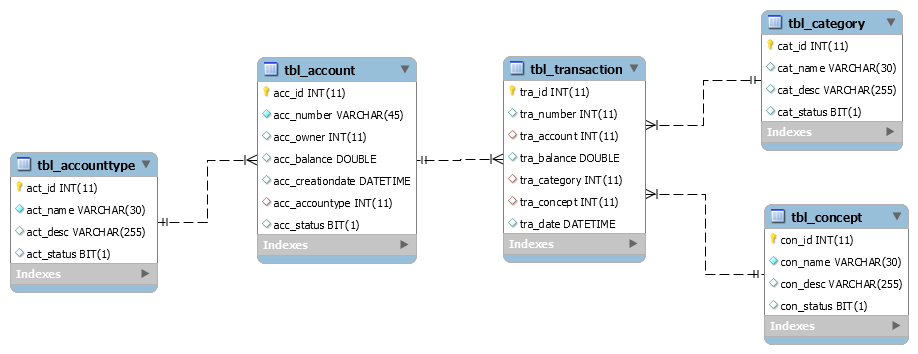 tbl_accounttype
act_id INT(11)
act_name VARCHAR(30)
act_desc VARCHAR(255)
act_status BIT(1)
Indexes
tbl_account
acc_id INT(11)
acc_number VARCHAR(45)
acc_owner INT(11)
acc_balance DOUBLE
acc_creationdate DATETIME
acc_accountype INT(11)
acc_status BIT(1)
Indexes
tbl_transaction
tra_id INT(11)
tra_number INT(11)
tra_account INT(11)
tra_balance DOUBLE
tra_category INT(11)
tra_concept INT(11)
tra_date DATETIME
Indexes
tbl_category
cat_id INT(11)
cat_name VARCHAR(30)
cat_desc VARCHAR(255)
cat_status BIT(1)
Indexes
tbl_concept
con_id INT(11)
con_name VARCHAR(30)
con_desc VARCHAR(255)
con_status BIT(1)
Indexes